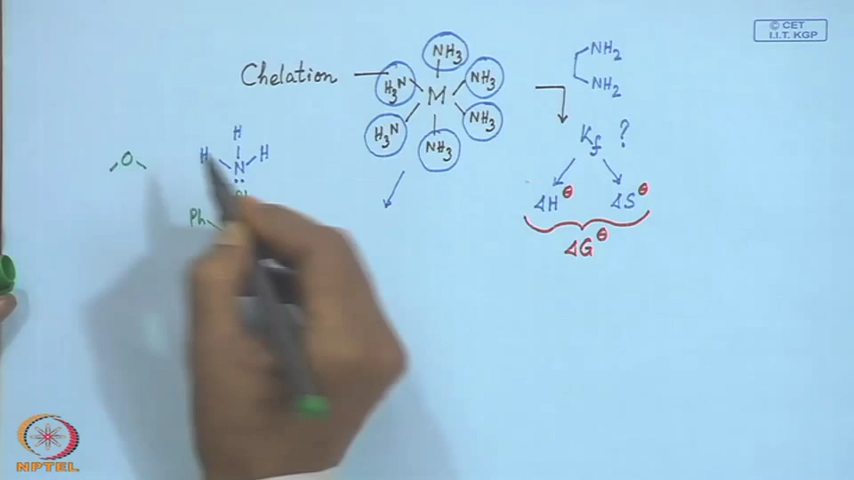 © CET
I.I.T. KGP
Chelation
NH3
H3N
NH3
M
H3N
NH3
NH3
NH2
NH2
Kf ?
ΔH⊖ ΔS⊖
ΔG⊖
O
H
H H
N
Ph
NPTEL